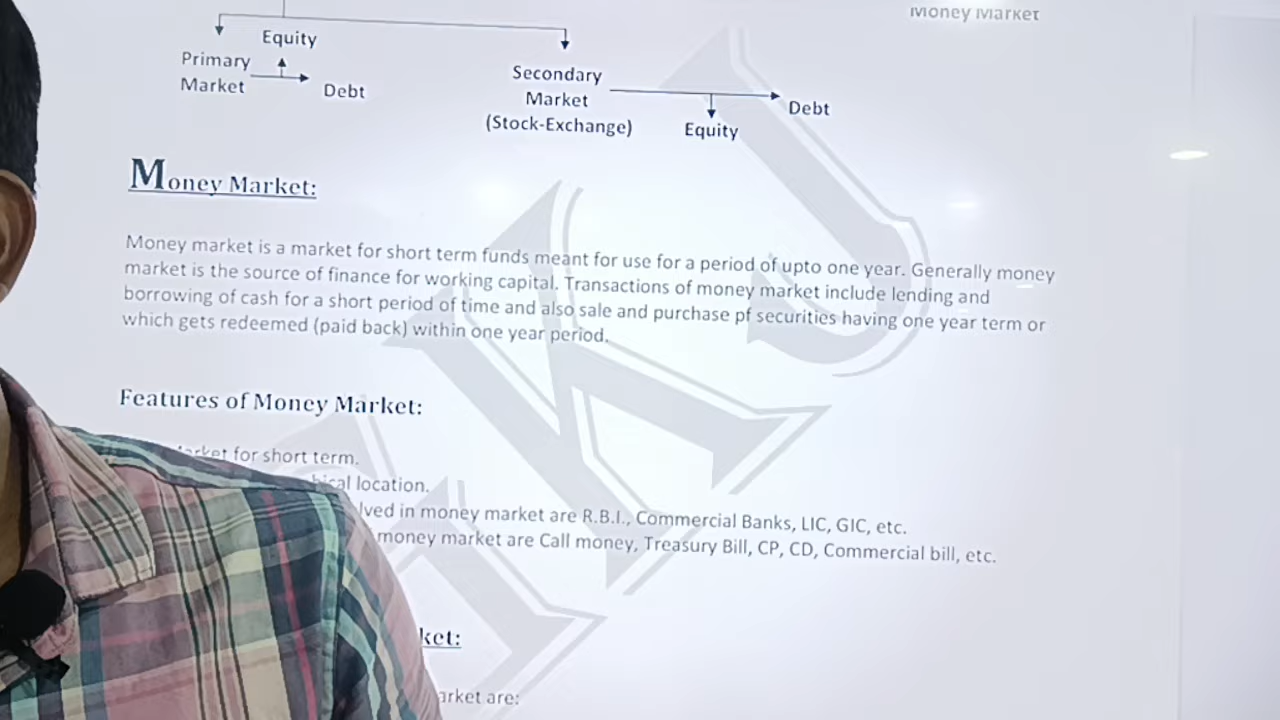 Money Market
Equity
Primary
Market
Debt
Secondary
Market
(Stock-Exchange)
Equity
Debt
Money Market:
Money market is a market for short term funds meant for use for a period of upto one year. Generally money
market is the source of finance for working capital. Transactions of money market include lending and
borrowing of cash for a short period of time and also sale and purchase pf securities having one year term or
which gets redeemed (paid back) within one year period.
Features of Money Market:
for short term.
location.
in money market are R.B.I., Commercial Banks, LIC, GIC, etc.
money market are Call money, Treasury Bill, CP, CD, Commercial bill, etc.
are: